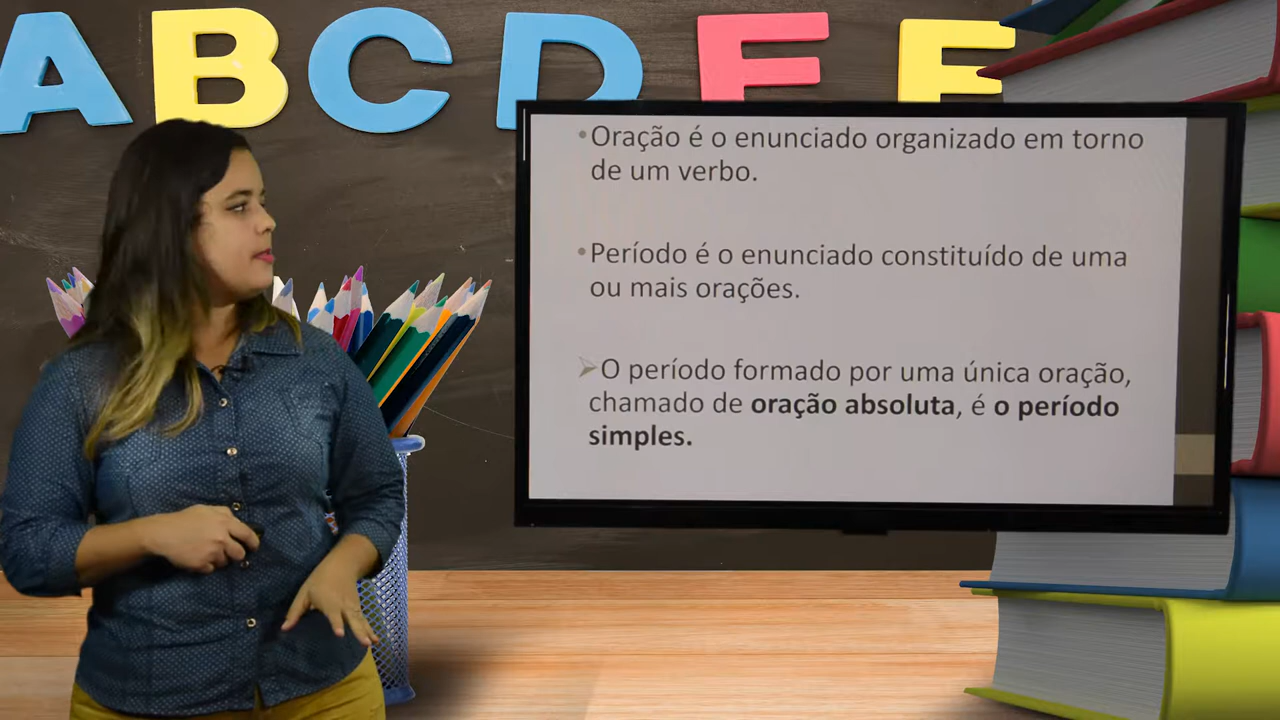 A B C D E F
•Oração é o enunciado organizado em torno
de um verbo.
•Período é o enunciado constituído de uma
ou mais orações.
➢O período formado por uma única oração,
chamado de oração absoluta, é o período
simples.